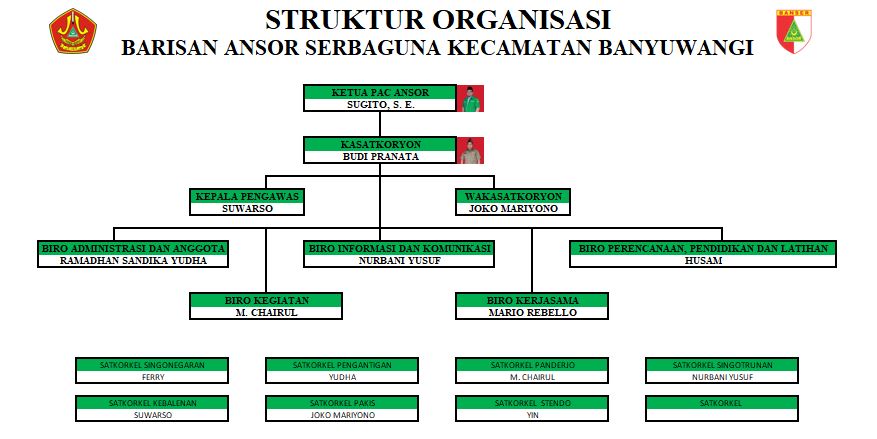 STRUKTUR ORGANISASI
BARISAN ANSOR SERBAGUNA KECAMATAN BANYUWANGI
BANSER
ANSOR
KETUA PAC ANSOR
SUGITO, S. E.
KASATKORYON
BUDI PRANATA
KEPALA PENGAWAS
SUWARSO
WAKASATKORYON
JOKO MARIYONO
BIRO ADMINISTRASI DAN ANGGOTA
RAMADHAN SANDIKA YUDHA
BIRO INFORMASI DAN KOMUNIKASI
NURBANI YUSUF
BIRO PERENCANAAN, PENDIDIKAN DAN LATIHAN
HUSAM
BIRO KEGIATAN
M. CHAIRUL
BIRO KERJASAMA
MARIO REBELLO
SATKORKEL SINGONEGARAN
FERRY
SATKORKEL PENGANTIGAN
YUDHA
SATKORKEL PANDERJO
M. CHAIRUL
SATKORKEL SINGOTRUNAN
NURBANI YUSUF
SATKORKEL KEBALENAN
SUWARSO
SATKORKEL PAKIS
JOKO MARIYONO
SATKORKEL STENDO
YIN
SATKORKEL